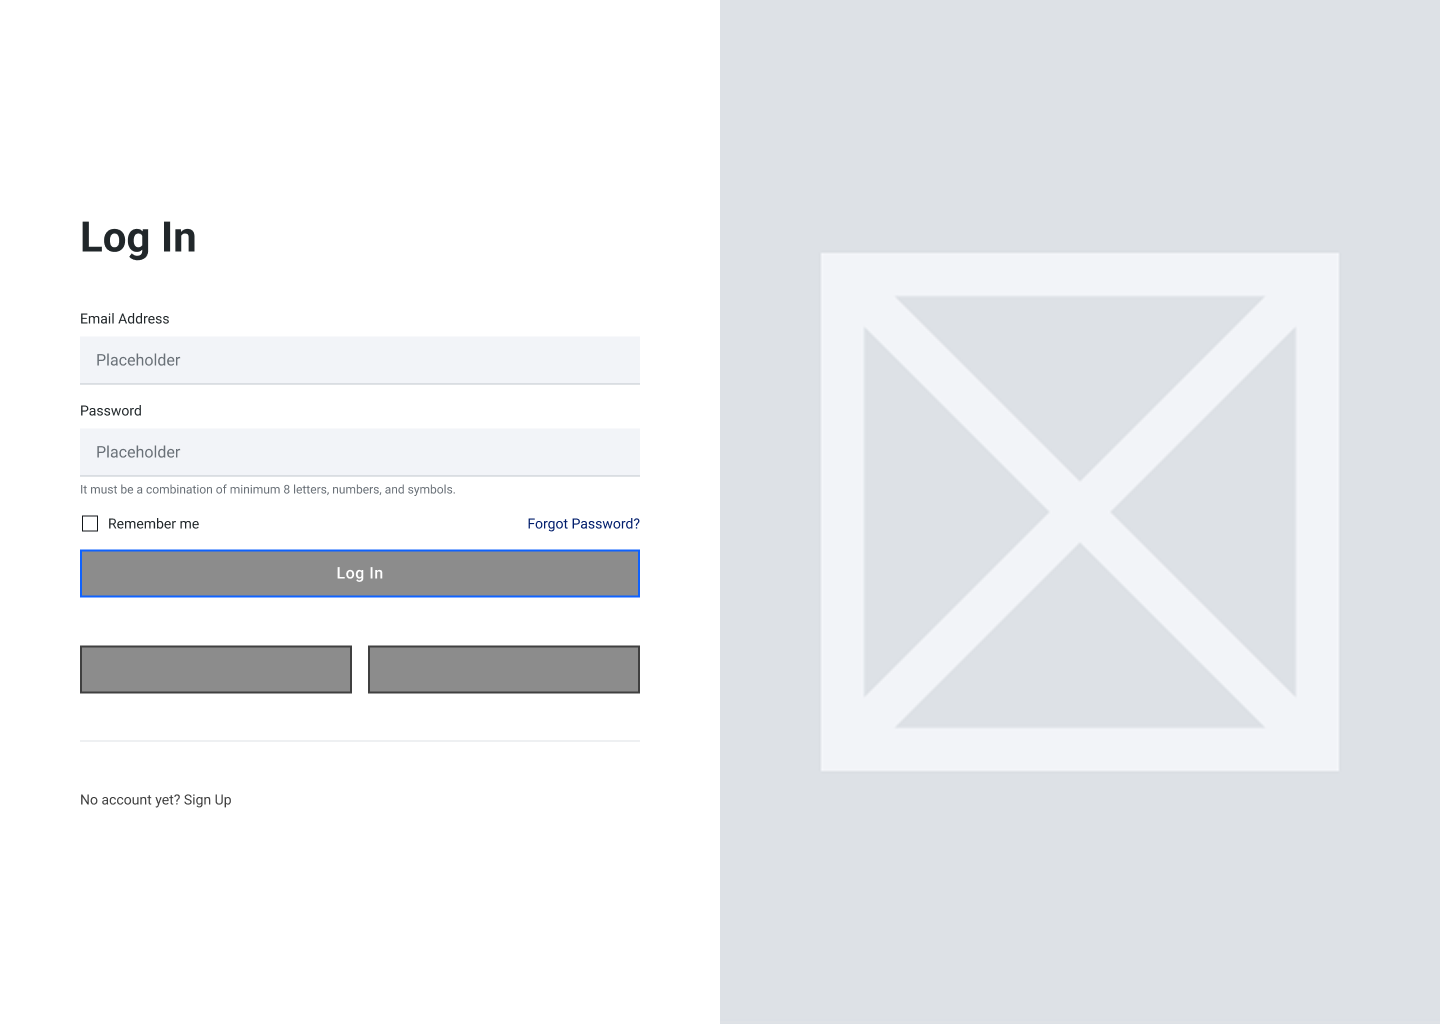 Log In
Email Address
Placeholder
Password
Placeholder
It must be a combination of minimum 8 letters, numbers, and symbols.
Remember me
Forgot Password?
Log In
No account yet? Sign Up